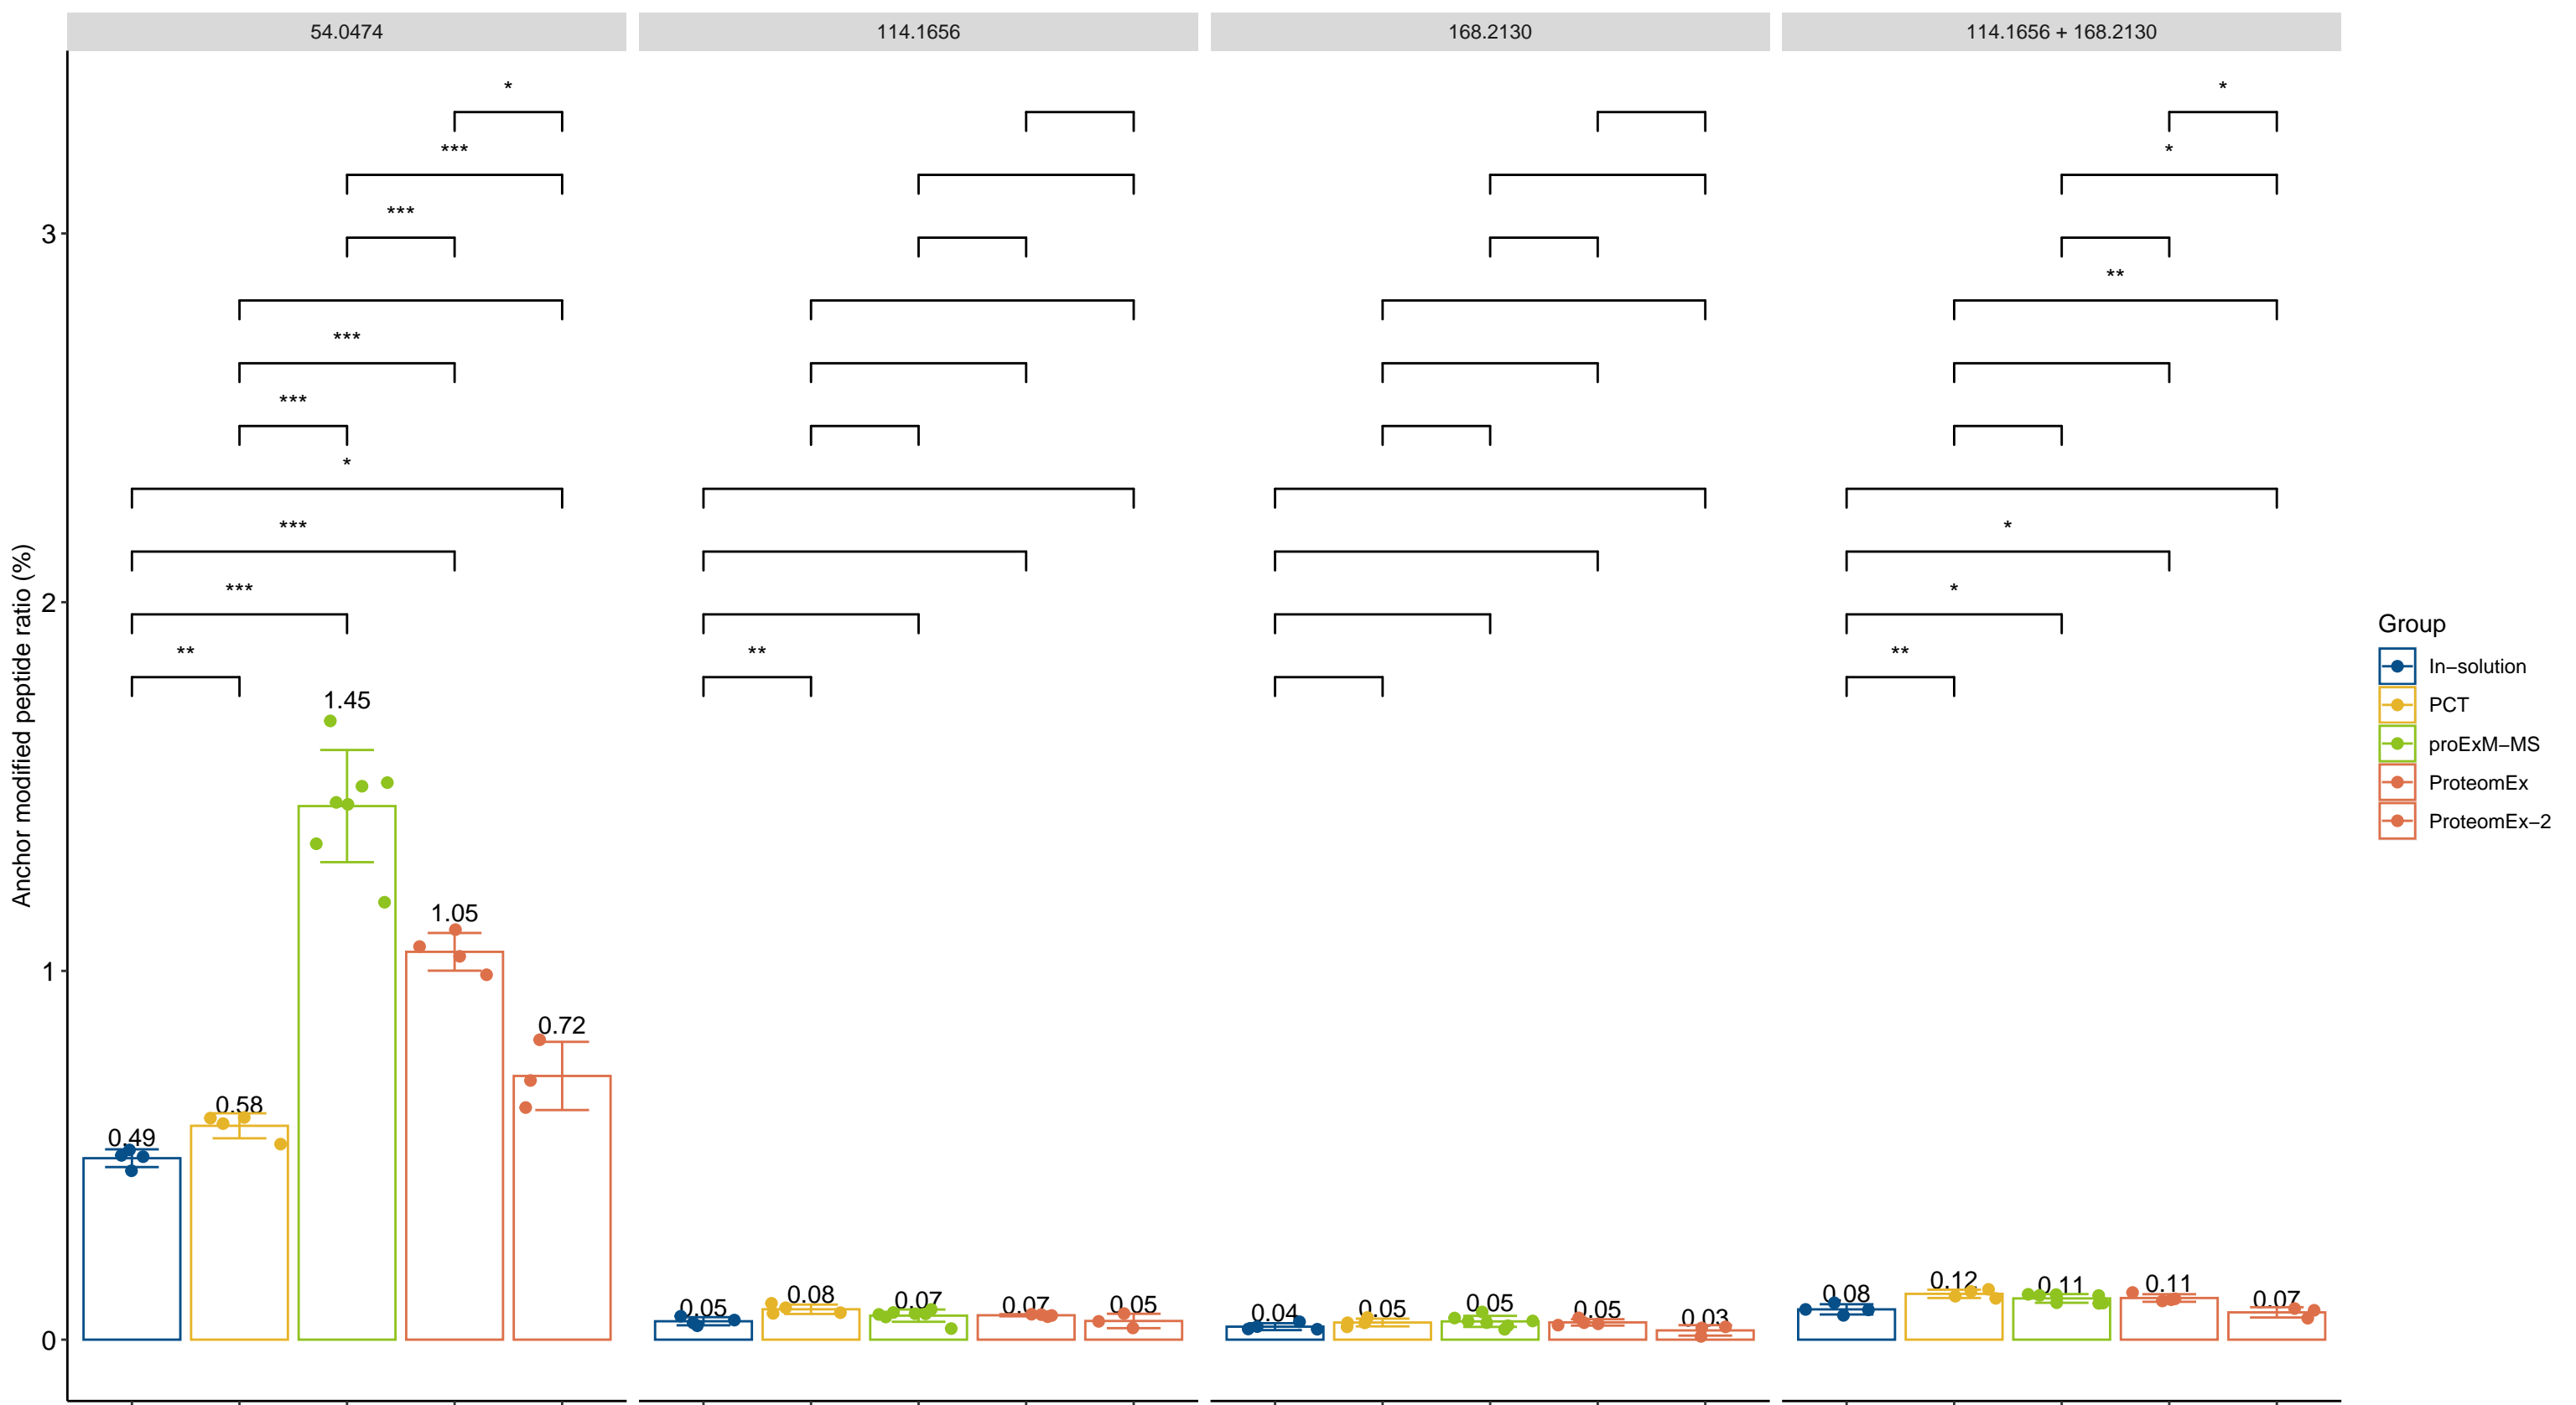 54.0474 114.1656 168.2130 114.1656 + 168.2130
* *
*** *
***
**
***
***
*
*** *
*** *
** ** **
Anchor modified peptide ratio (%)
3
2
1
0
1.45
1.05
0.72
0.58
0.49
0.05 0.08 0.07 0.07 0.05
0.04 0.05 0.05 0.05 0.03
0.08 0.12 0.11 0.11 0.07
Group
In−solution
PCT
proExM−MS
ProteomEx
ProteomEx−2